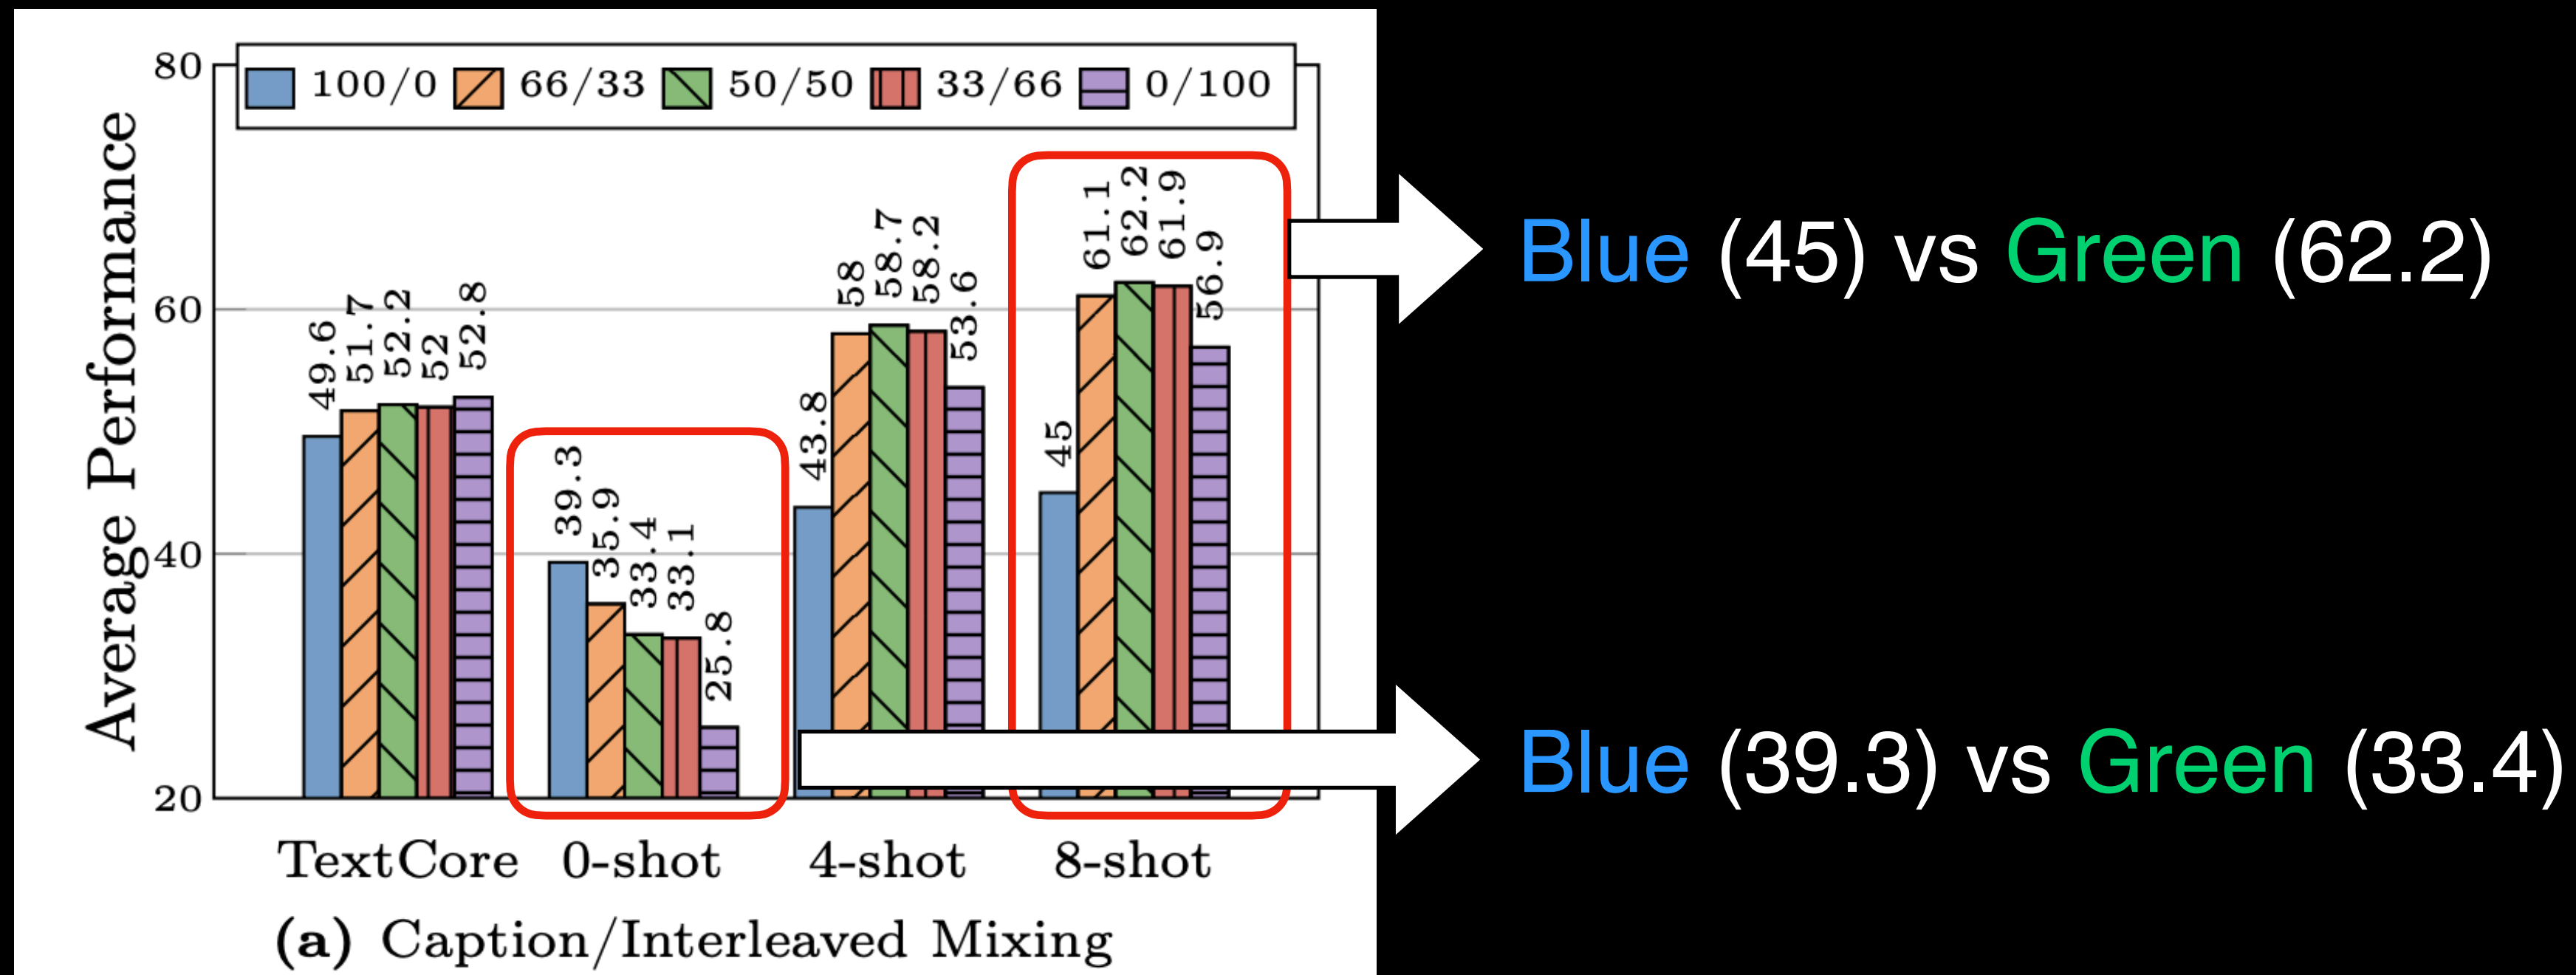 80
100/0 66/33 50/50 33/66 0/100
Average Performance
60
40
20
49.6 51.7 52.2 52 52.8
39.3 35.9 33.4 33.1 25.8
43.8 58 58.7 58.2 53.6
45 61.1 62.2 61.9 56.9
TextCore 0-shot 4-shot 8-shot
(a) Caption/Interleaved Mixing
Blue (45) vs Green (62.2)
Blue (39.3) vs Green (33.4)